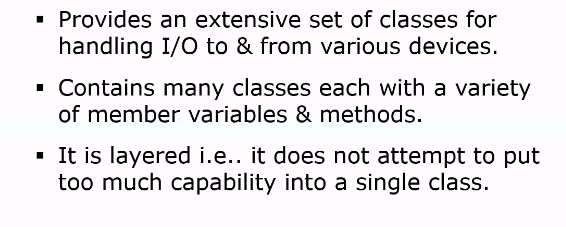 ▪ Provides an extensive set of classes for
handling I/O to & from various devices.
▪ Contains many classes each with a variety
of member variables & methods.
▪ It is layered i.e.. it does not attempt to put
too much capability into a single class.